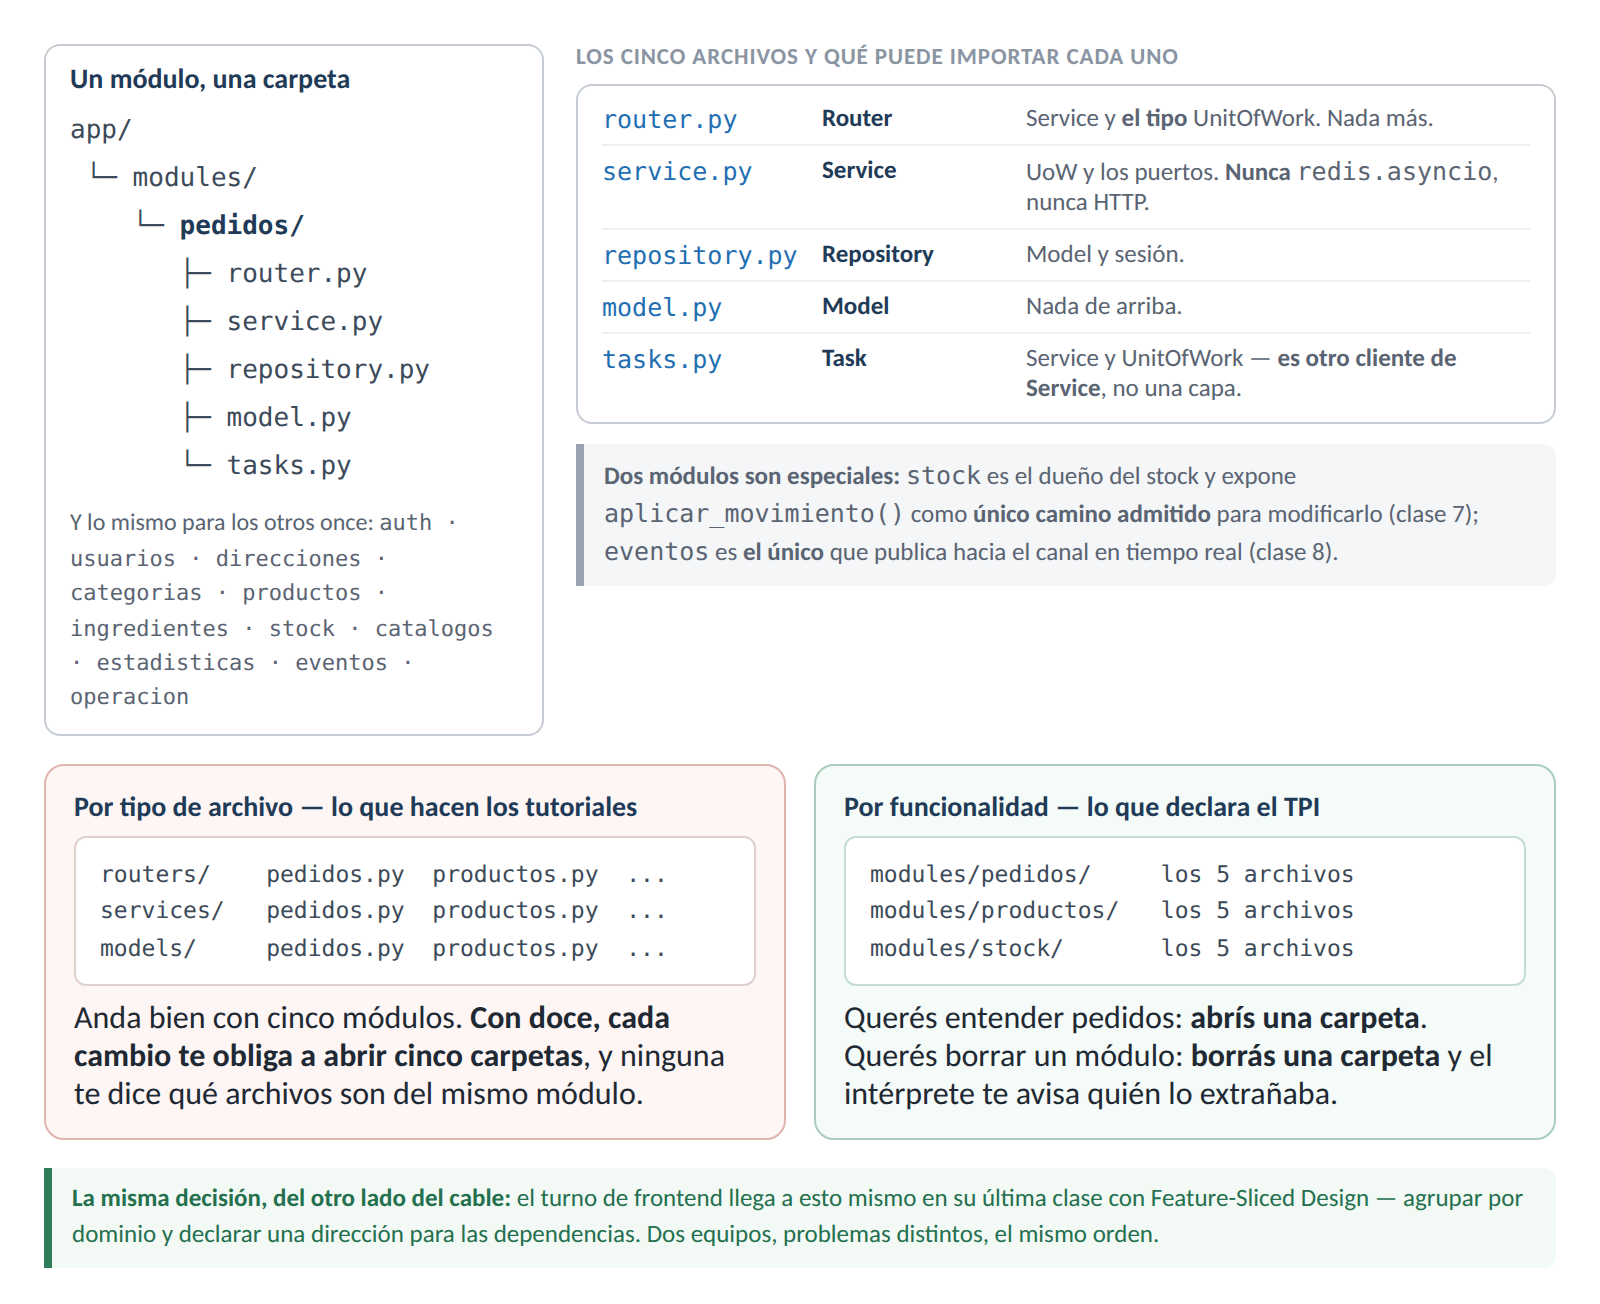 Un módulo, una carpeta
app/
└─ modules/
└─ pedidos/
├─ router.py
├─ service.py
├─ repository.py
├─ model.py
└─ tasks.py
Y lo mismo para los otros once: auth ·
usuarios · direcciones ·
categorias · productos ·
ingredientes · stock · catalogos
· estadisticas · eventos ·
operacion
LOS CINCO ARCHIVOS Y QUÉ PUEDE IMPORTAR CADA UNO
router.py Router Service y el tipo UnitOfWork. Nada más.
service.py Service UoW y los puertos. Nunca redis.asyncio,
nunca HTTP.
repository.py Repository Model y sesión.
model.py Model Nada de arriba.
tasks.py Task Service y UnitOfWork — es otro cliente de
Service, no una capa.
Dos módulos son especiales: stock es el dueño del stock y expone
aplicar_movimiento() como único camino admitido para modificarlo (clase 7);
eventos es el único que publica hacia el canal en tiempo real (clase 8).
Por tipo de archivo — lo que hacen los tutoriales
routers/ pedidos.py productos.py ...
services/ pedidos.py productos.py ...
models/ pedidos.py productos.py ...
Anda bien con cinco módulos. Con doce, cada
cambio te obliga a abrir cinco carpetas, y ninguna
te dice qué archivos son del mismo módulo.
Por funcionalidad — lo que declara el TPI
modules/pedidos/ los 5 archivos
modules/productos/ los 5 archivos
modules/stock/ los 5 archivos
Querés entender pedidos: abrís una carpeta.
Querés borrar un módulo: borrás una carpeta y el
intérprete te avisa quién lo extrañaba.
La misma decisión, del otro lado del cable: el turno de frontend llega a esto mismo en su última clase con Feature-Sliced Design — agrupar por
dominio y declarar una dirección para las dependencias. Dos equipos, problemas distintos, el mismo orden.